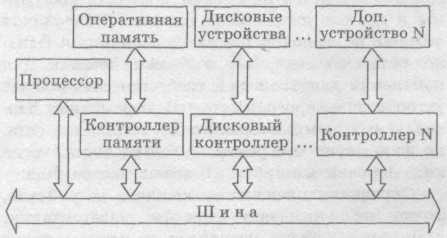 Оперативная
память
Дисковые
устройства
...
Доп.
устройство N
Процессор
Контроллер
памяти
Дисковый
контроллер
...
Контроллер N
Шина